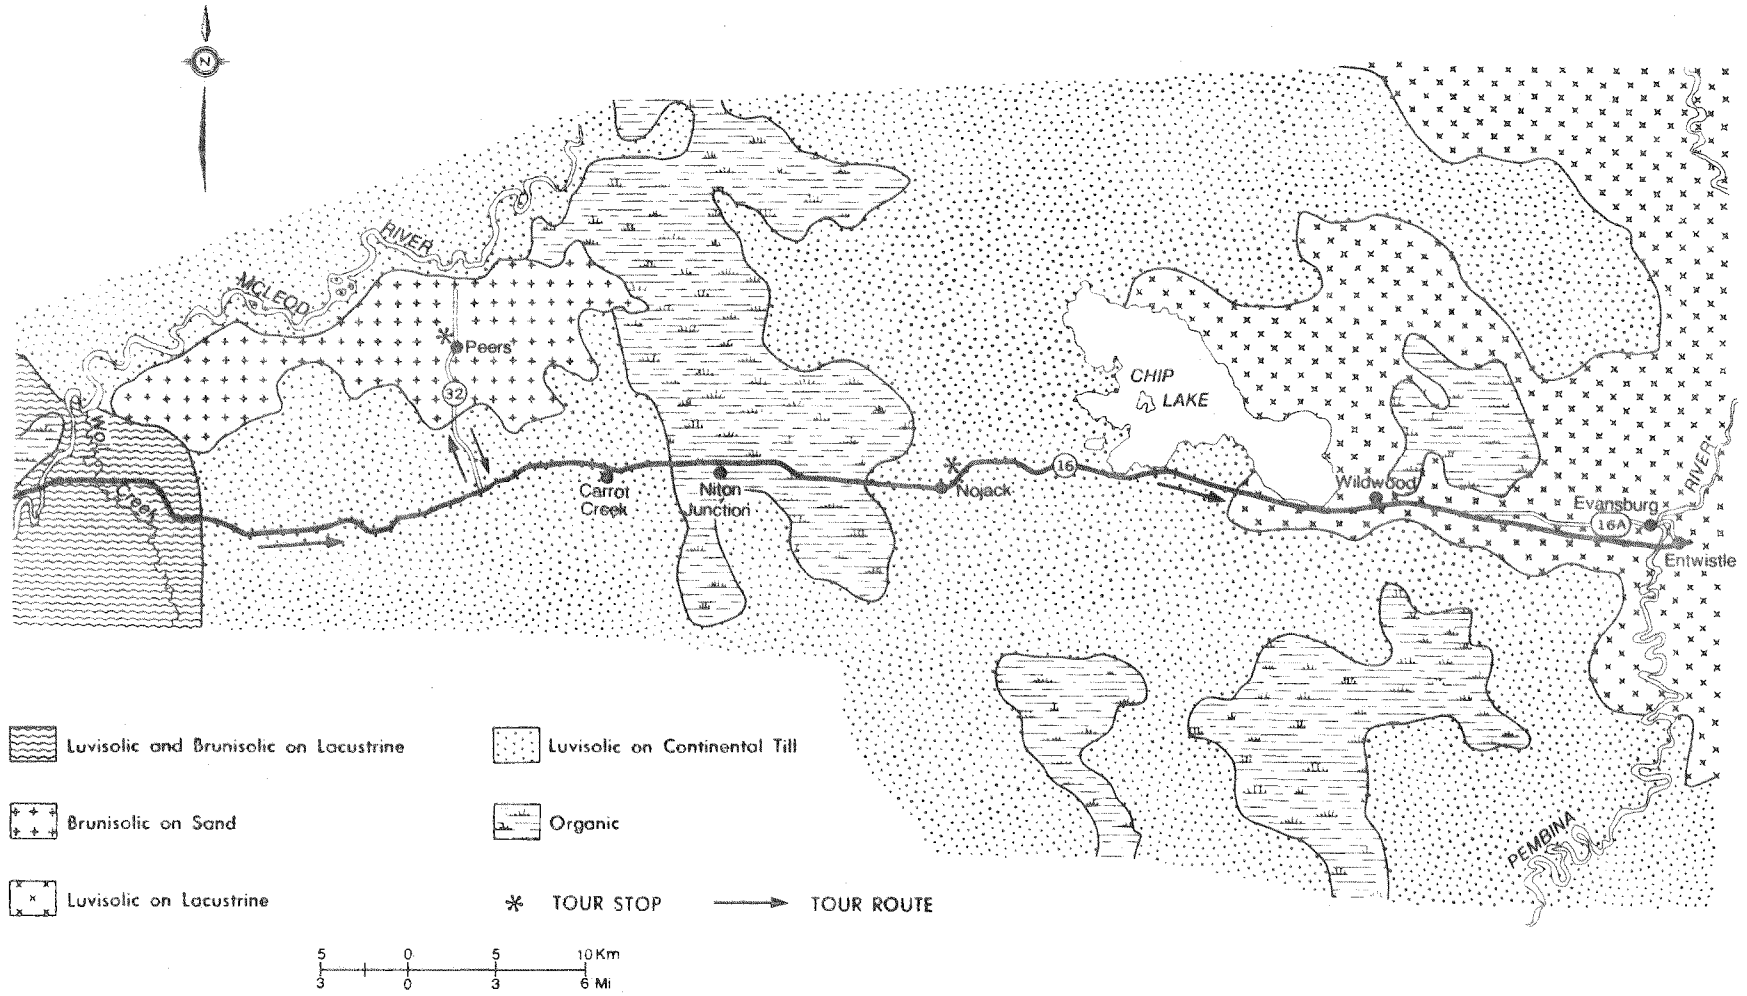 N
RIVER
MCLEOD
Peers
32
CHIP
LAKE
Wolf
Creek
16
Carrot
Creek
Niton
Junction
Nojack
Wildwood
Evansburg
16A
RIVER
Entwistle
PEMBINA
Luvisolic and Brunisolic on Lacustrine
Luvisolic on Continental Till
Brunisolic on Sand
Organic
Luvisolic on Lacustrine
TOUR STOP
TOUR ROUTE
5 0 5 10 Km
3 0 3 6 Mi